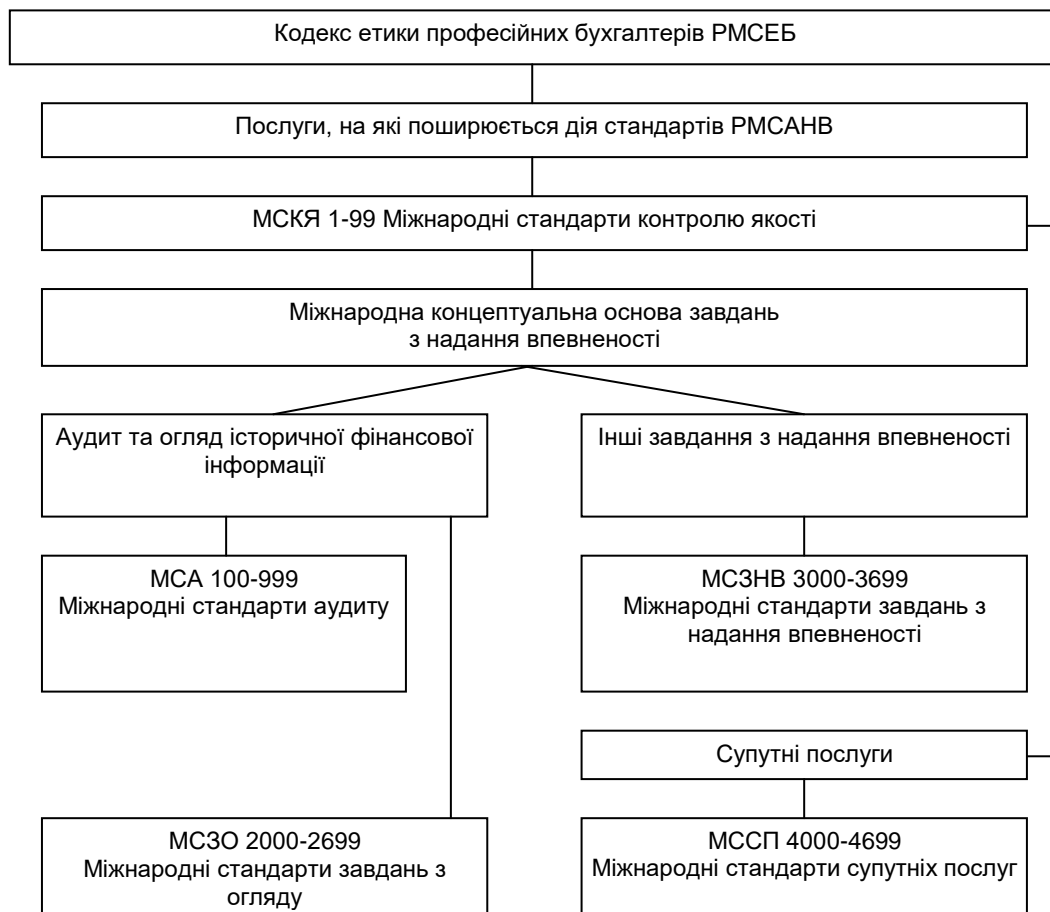 Кодекс етики професійних бухгалтерів РМСЕБ
Послуги, на які поширюється дія стандартів РМСАНВ
МСКЯ 1-99 Міжнародні стандарти контролю якості
Міжнародна концептуальна основа завдань
з надання впевненості
Аудит та огляд історичної фінансової
інформації
Інші завдання з надання впевненості
МСА 100-999
Міжнародні стандарти аудиту
МСЗНВ 3000-3699
Міжнародні стандарти завдань з
надання впевненості
Супутні послуги
МСЗО 2000-2699
Міжнародні стандарти завдань з
огляду
МССП 4000-4699
Міжнародні стандарти супутніх послуг